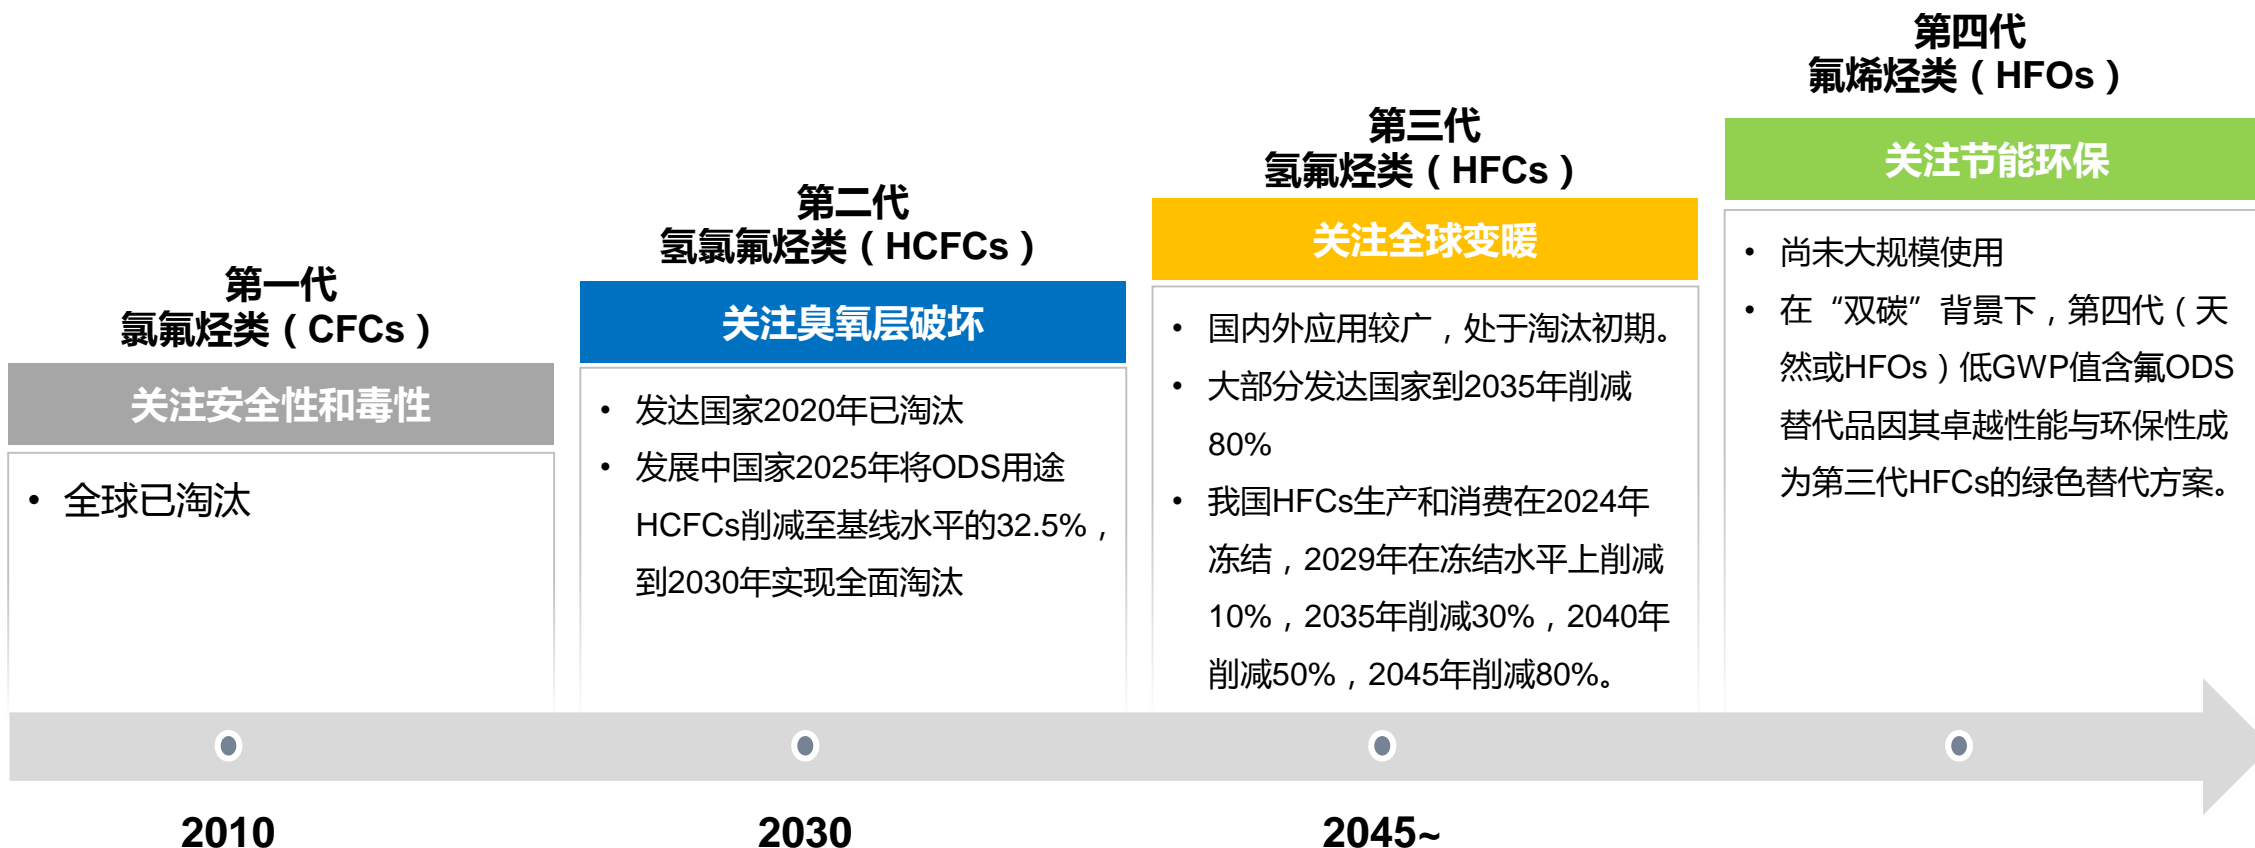 第一代
氯氟烃类（CFCs）
关注安全性和毒性
• 全球已淘汰
2010
第二代
氢氯氟烃类（HCFCs）
关注臭氧层破坏
• 发达国家2020年已淘汰
• 发展中国家2025年将ODS用途
HCFCs削减至基线水平的32.5%，
到2030年实现全面淘汰
2030
第三代
氢氟烃类（HFCs）
关注全球变暖
• 国内外应用较广，处于淘汰初期。
• 大部分发达国家到2035年削减
80%
• 我国HFCs生产和消费在2024年
冻结，2029年在冻结水平上削减
10%，2035年削减30%，2040年
削减50%，2045年削减80%。
2045~
第四代
氟烯烃类（HFOs）
关注节能环保
• 尚未大规模使用
• 在“双碳”背景下，第四代（天
然或HFOs）低GWP值含氟ODS
替代品因其卓越性能与环保性成
为第三代HFCs的绿色替代方案。